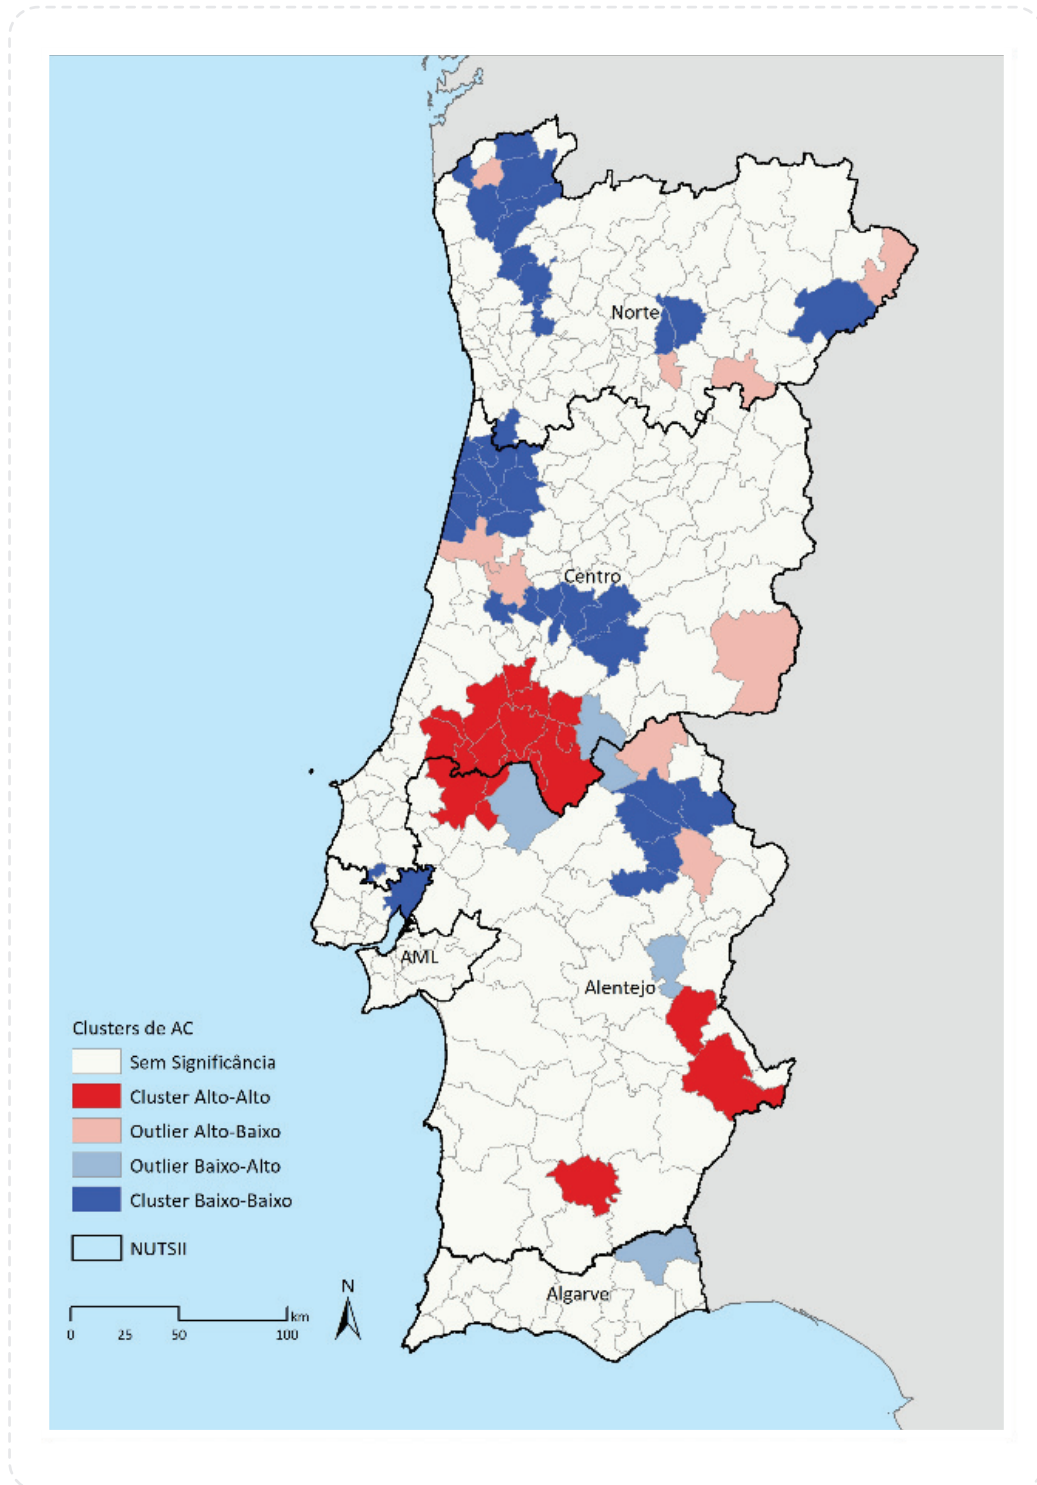 Norte
Centro
AML
Alentejo
Algarve
Clusters de AC
Sem Significância
Cluster Alto-Alto
Outlier Alto-Baixo
Outlier Baixo-Alto
Cluster Baixo-Baixo
NUTSII
N
km
0 25 50 100